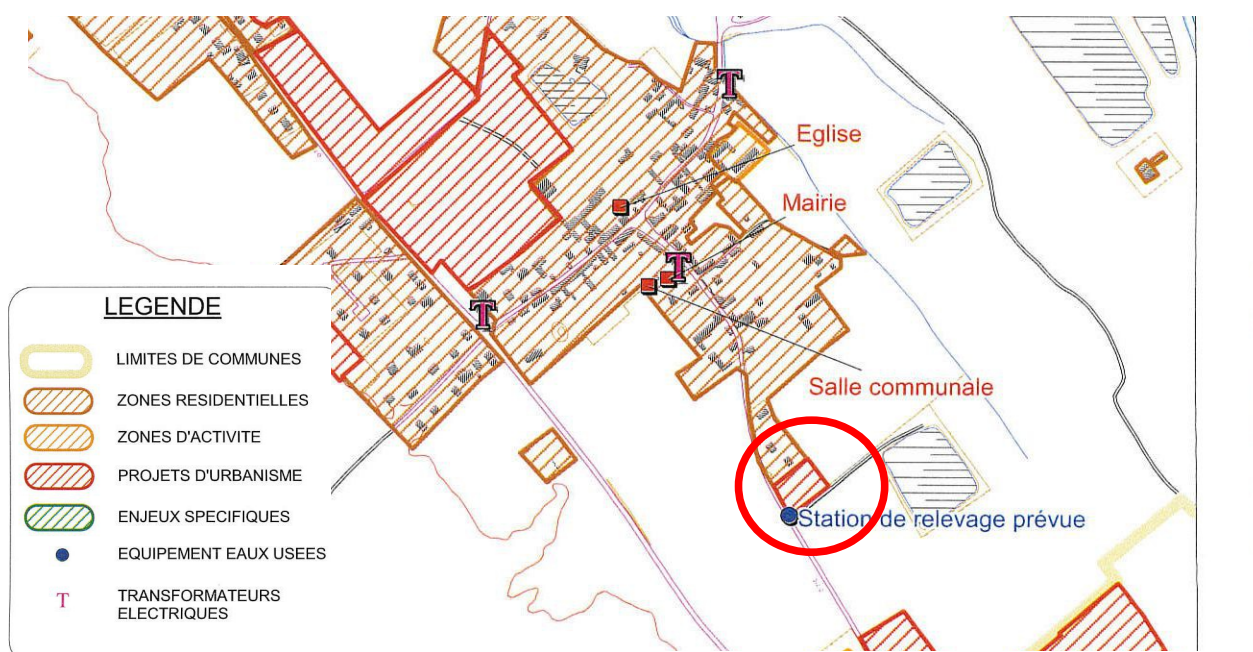 T
Eglise
Mairie
T
T
Salle communale
Station de relevage prévue
LEGENDE
LIMITES DE COMMUNES
ZONES RESIDENTIELLES
ZONES D'ACTIVITE
PROJETS D'URBANISME
ENJEUX SPECIFIQUES
EQUIPEMENT EAUX USEES
T TRANSFORMATEURS
ELECTRIQUES